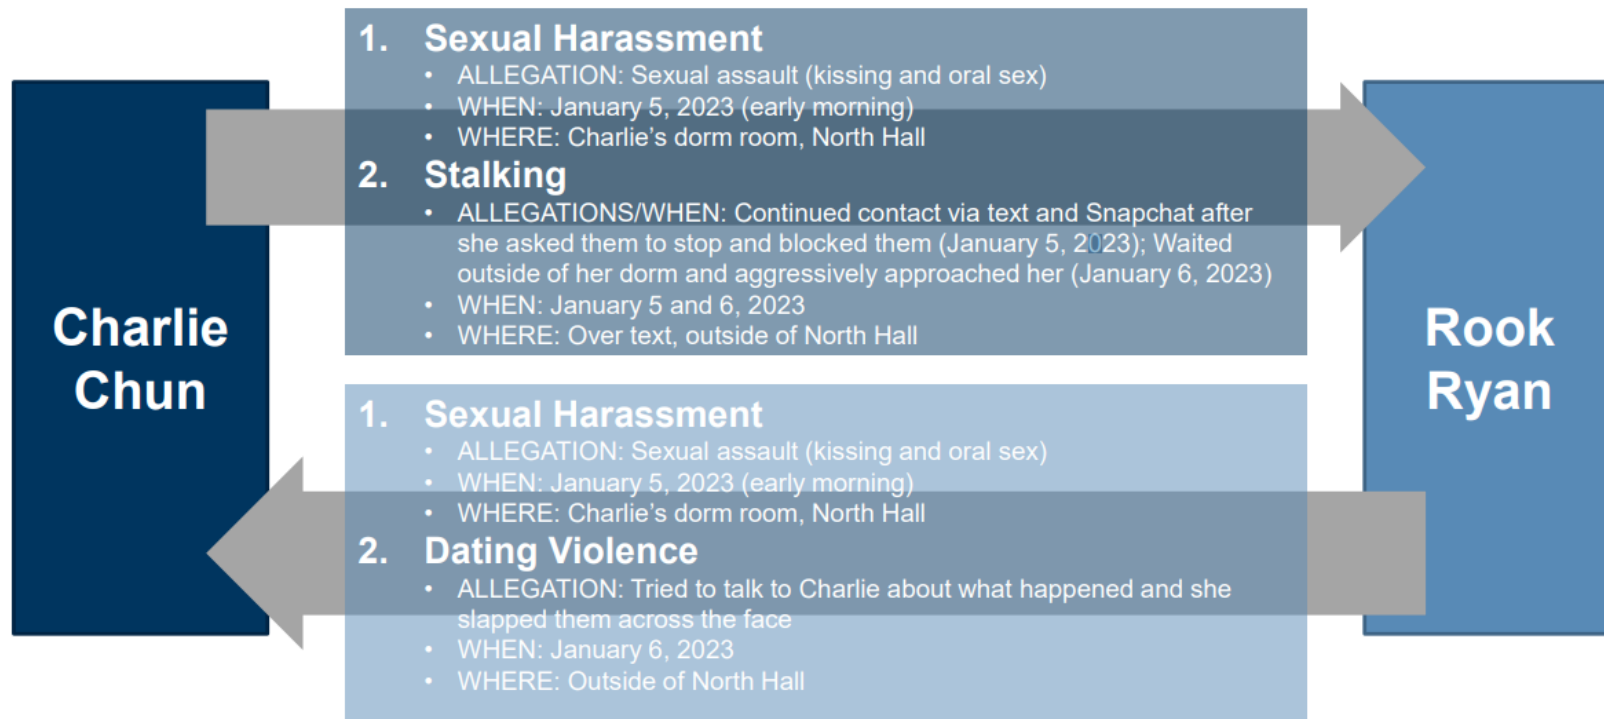 Charlie
Chun
1. Sexual Harassment
• ALLEGATION: Sexual assault (kissing and oral sex)
• WHEN: January 5, 2023 (early morning)
• WHERE: Charlie’s dorm room, North Hall
2. Stalking
• ALLEGATIONS/WHEN: Continued contact via text and Snapchat after
she asked them to stop and blocked them (January 5, 2023); Waited
outside of her dorm and aggressively approached her (January 6, 2023)
• WHEN: January 5 and 6, 2023
• WHERE: Over text, outside of North Hall
1. Sexual Harassment
• ALLEGATION: Sexual assault (kissing and oral sex)
• WHEN: January 5, 2023 (early morning)
• WHERE: Charlie’s dorm room, North Hall
2. Dating Violence
• ALLEGATION: Tried to talk to Charlie about what happened and she
slapped them across the face
• WHEN: January 6, 2023
• WHERE: Outside of North Hall
Rook
Ryan